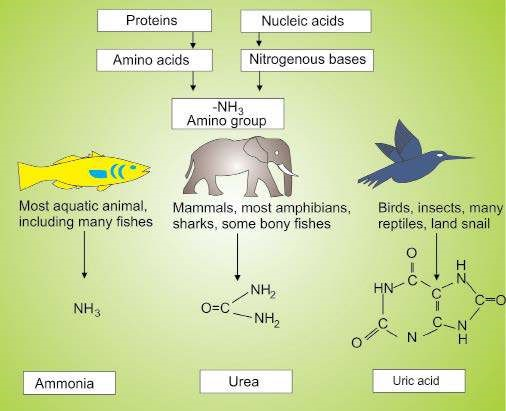 Proteins
Nucleic acids
Amino acids
Nitrogenous bases
-NH3
Amino group
Most aquatic animal,
including many fishes
Mammals, most amphibians,
sharks, some bony fishes
Birds, insects, many
reptiles, land snail
NH3
O=C
NH2
NH2
O
HN
C
H
N
C
C=O
C
C
O
N
N
H
Ammonia
Urea
Uric acid